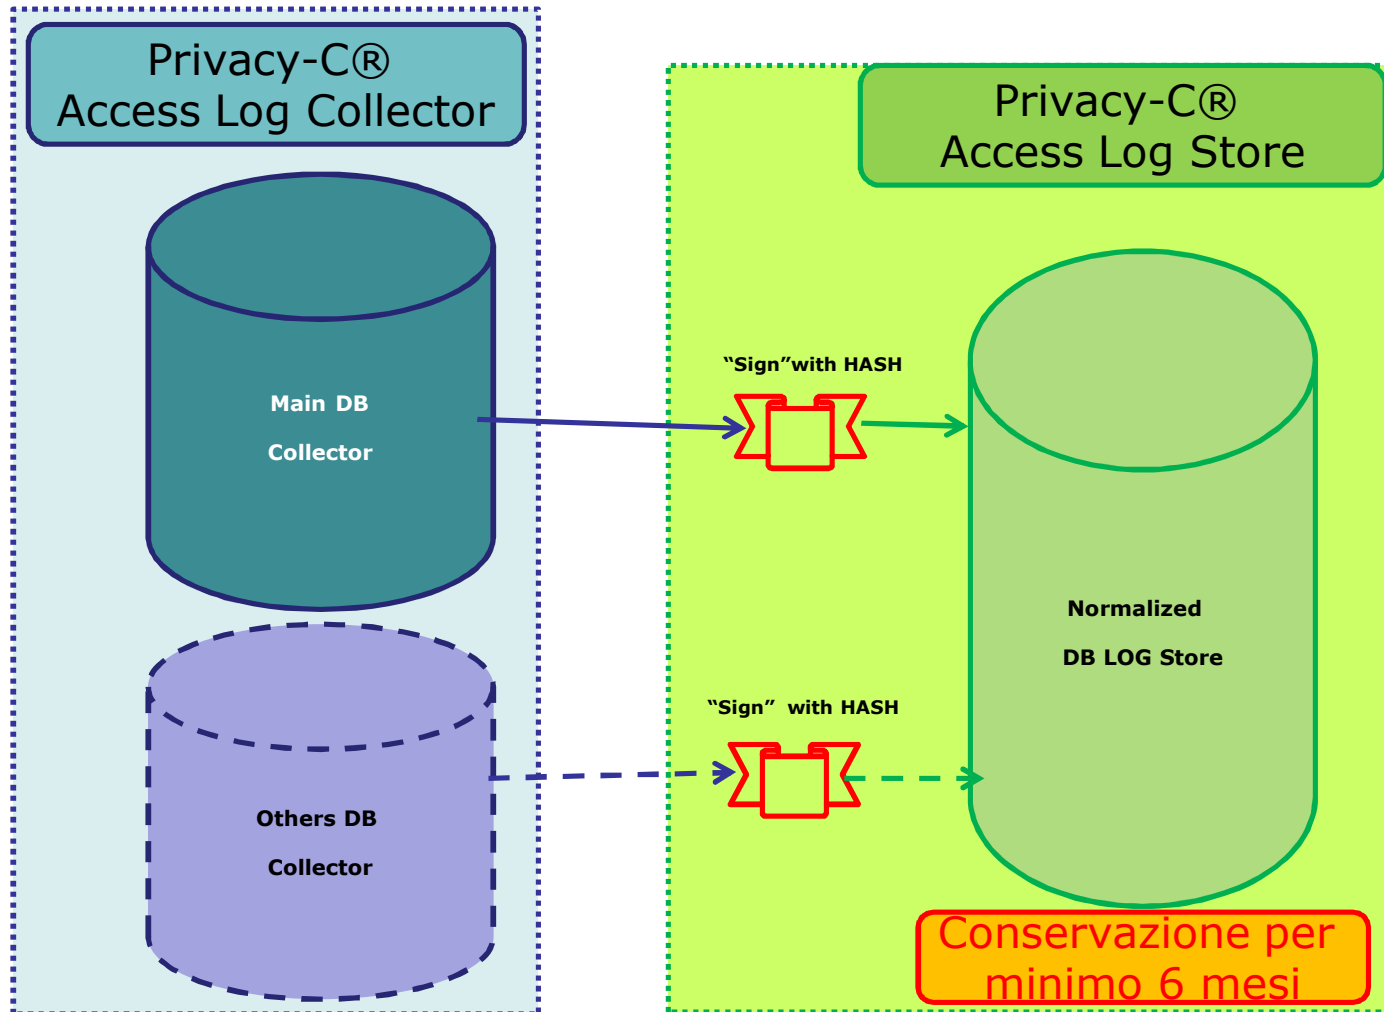 Privacy-C®
Access Log Collector
Main DB
Collector
Others DB
Collector
Privacy-C®
Access Log Store
“Sign”with HASH
“Sign” with HASH
Normalized
DB LOG Store
Conservazione per
minimo 6 mesi